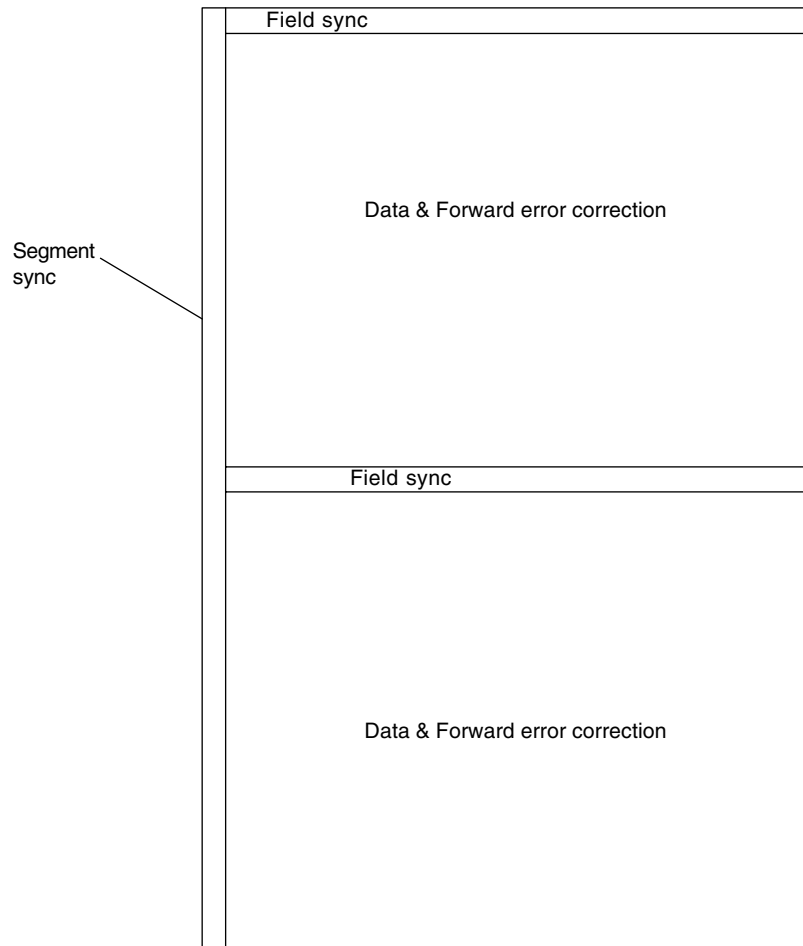 Field sync
Data & Forward error correction
Segment
sync
Field sync
Data & Forward error correction